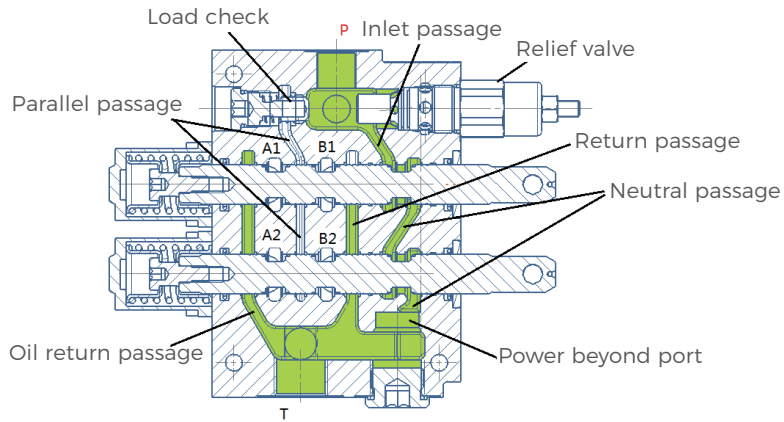 Load check
P
Inlet passage
Relief valve
Parallel passage
A1
B1
Return passage
Neutral passage
A2
B2
Oil return passage
Power beyond port
T